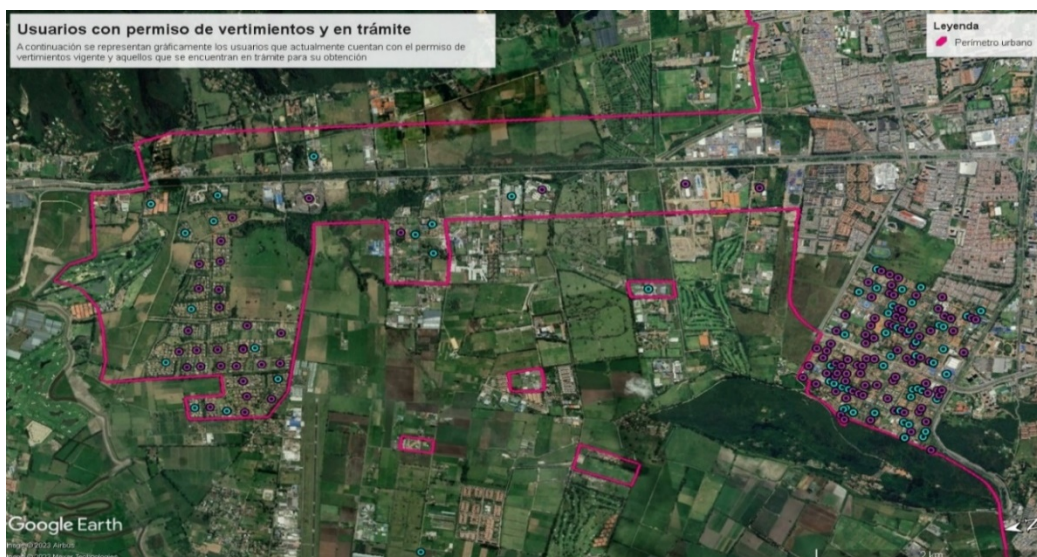 Usuarios con permiso de vertimientos y en trámite
A continuación se representan gráficamente los usuarios que actualmente cuentan con el permiso de
vertimientos vigente y aquellos que se encuentran en trámite para su obtención
Leyenda
Perímetro urbano
Google Earth